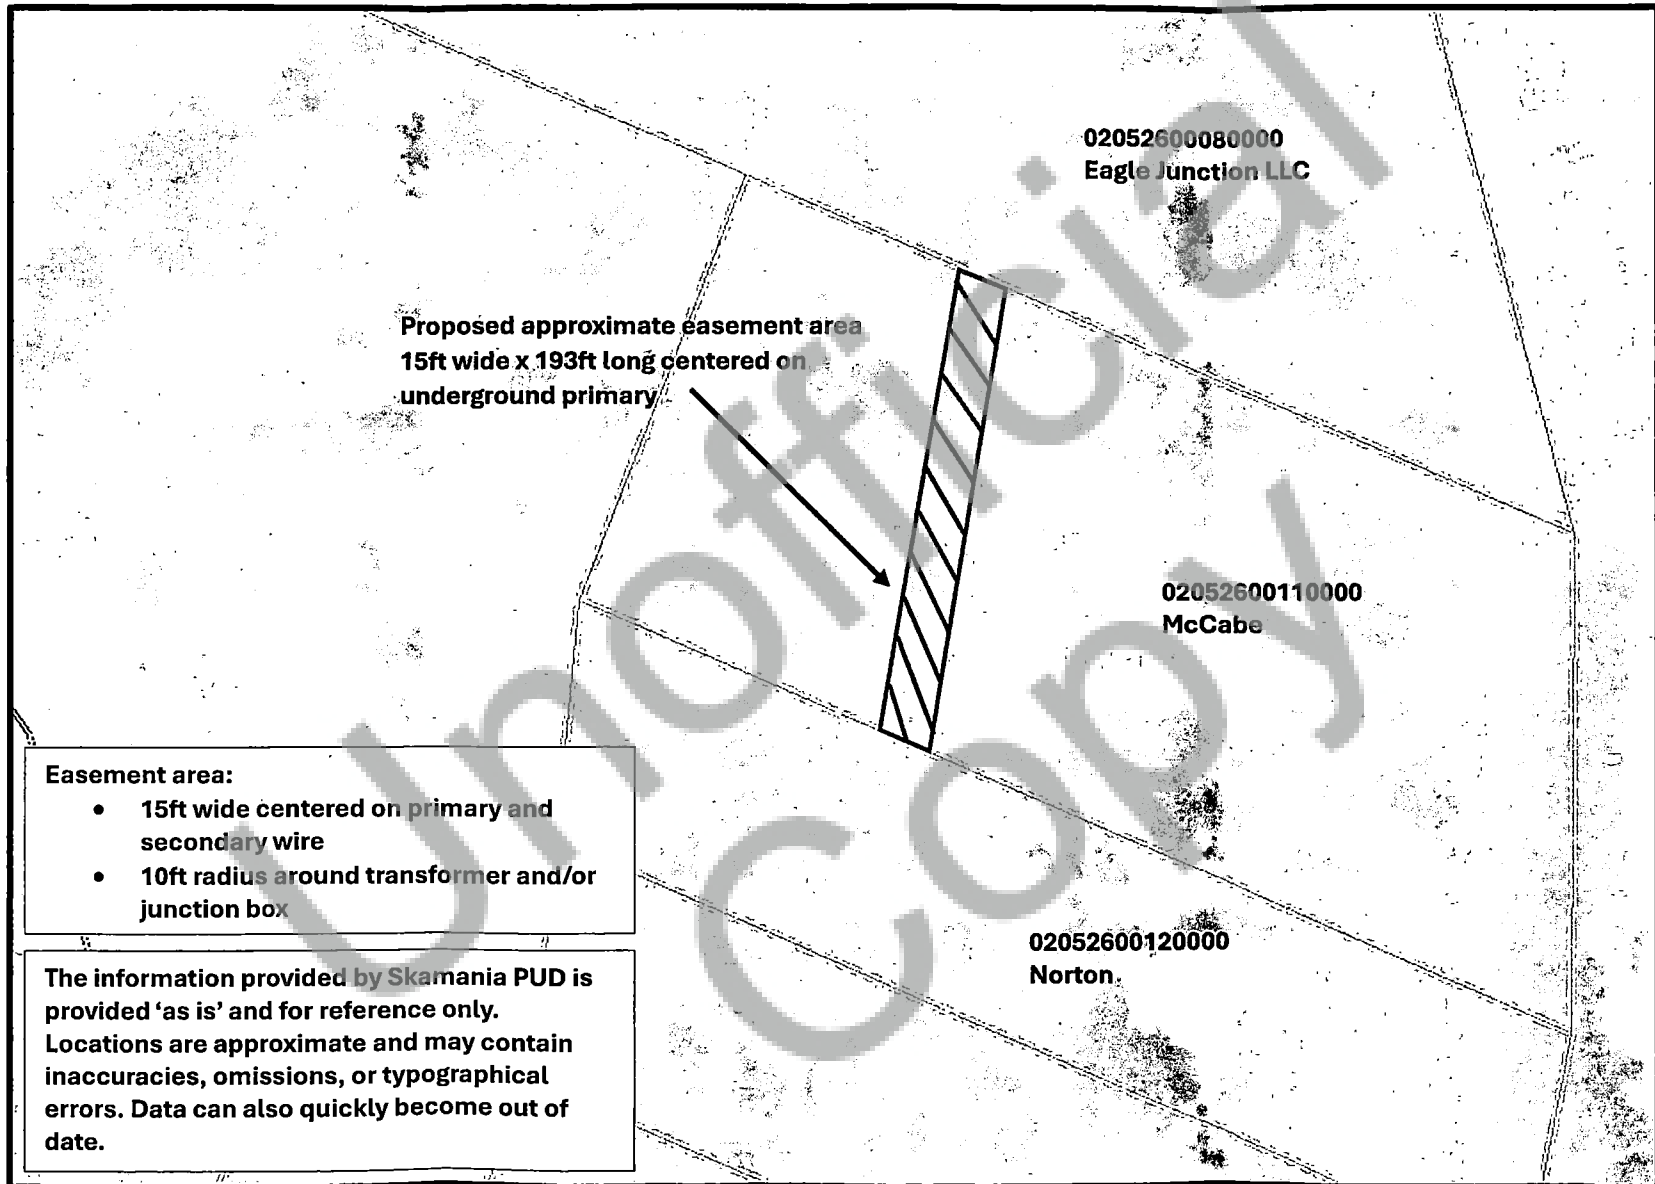 02052600080000
Eagle Junction LLC
Proposed approximate easement area
15ft wide x 193ft long centered on
underground primary
02052600110000
McCabe
Easement area:
• 15ft wide centered on primary and
secondary wire
• 10ft radius around transformer and/or
junction box
02052600120000
Norton
The information provided by Skamania PUD is
provided ‘as is’ and for reference only.
Locations are approximate and may contain
inaccuracies, omissions, or typographical
errors. Data can also quickly become out of
date.
Unofficial
Copy